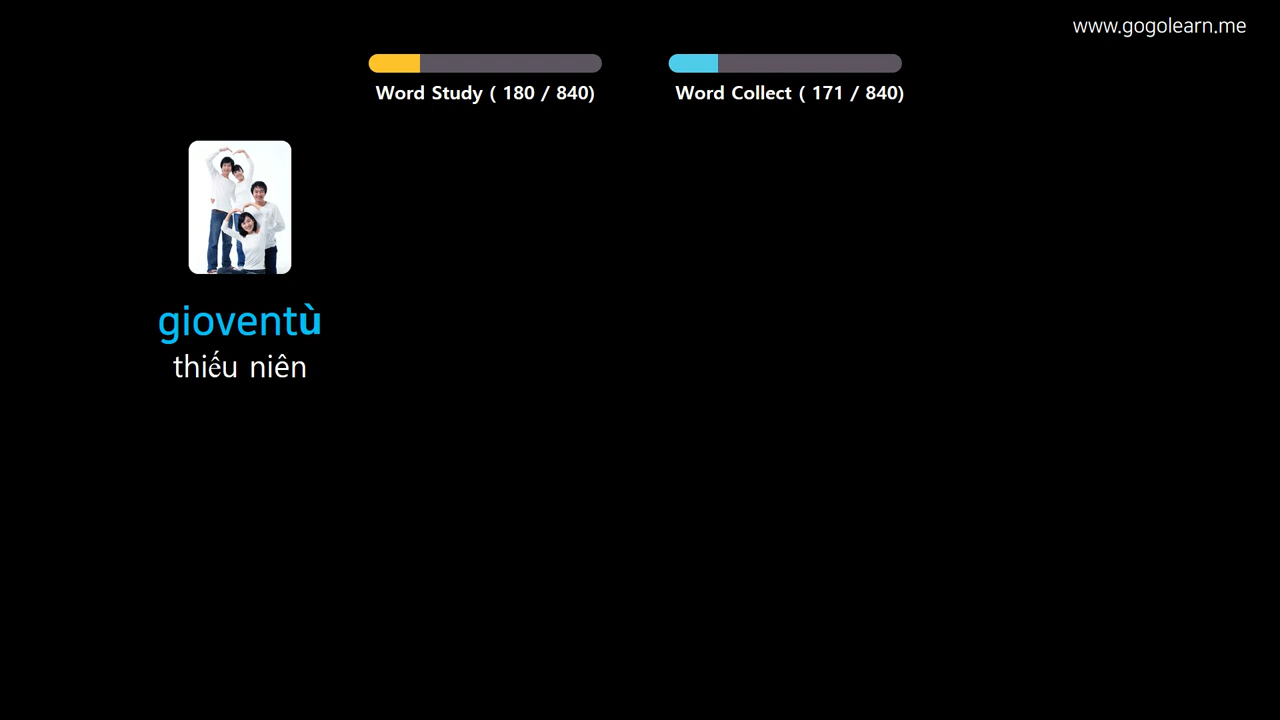 www.gogolearn.me
Word Study ( 180 / 840)
Word Collect ( 171 / 840)
gioventù
thiếu niên